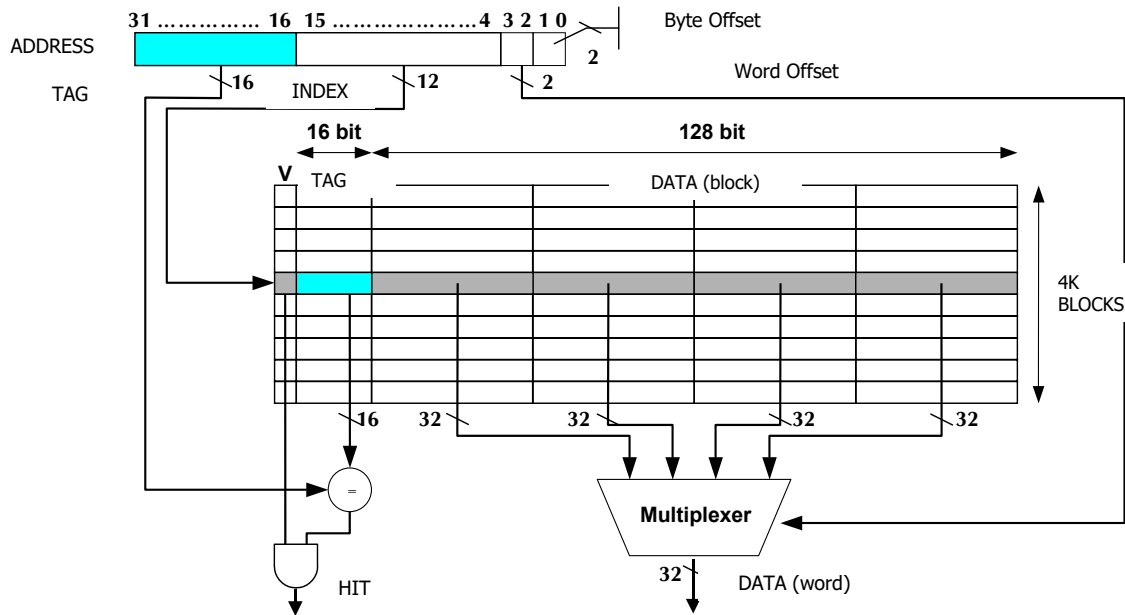 31 ………… 16 15 ………………… 4 3 2 1 0
Byte Offset
ADDRESS
2
Word Offset
TAG
16
INDEX
12
2
16 bit
128 bit
V
TAG
DATA (block)
4K
BLOCKS
16
32
32
32
32
=
Multiplexer
HIT
32
DATA (word)